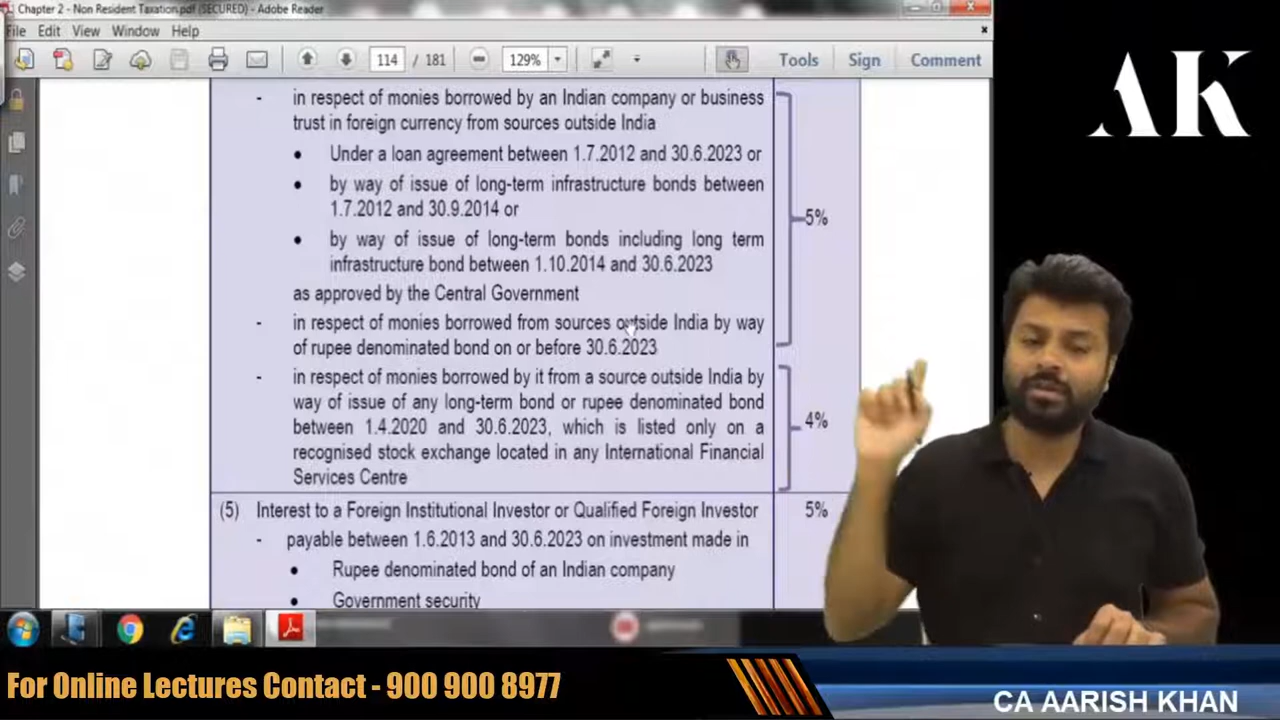 Chapter 2 - Non Resident Taxation.pdf (SECURED) - Adobe Reader
File Edit View Window Help
114 / 181 129% Tools Sign Comment
AK
- in respect of monies borrowed by an Indian company or business
trust in foreign currency from sources outside India
• Under a loan agreement between 1.7.2012 and 30.6.2023 or
• by way of issue of long-term infrastructure bonds between
1.7.2012 and 30.9.2014 or
5%
• by way of issue of long-term bonds including long term
infrastructure bond between 1.10.2014 and 30.6.2023
as approved by the Central Government
- in respect of monies borrowed from sources outside India by way
of rupee denominated bond on or before 30.6.2023
- in respect of monies borrowed by it from a source outside India by
way of issue of any long-term bond or rupee denominated bond
4%
between 1.4.2020 and 30.6.2023, which is listed only on a
recognised stock exchange located in any International Financial
Services Centre
(5) Interest to a Foreign Institutional Investor or Qualified Foreign Investor 5%
- payable between 1.6.2013 and 30.6.2023 on investment made in
• Rupee denominated bond of an Indian company
• Government security
For Online Lectures Contact - 900 900 8977
CA AARISH KHAN